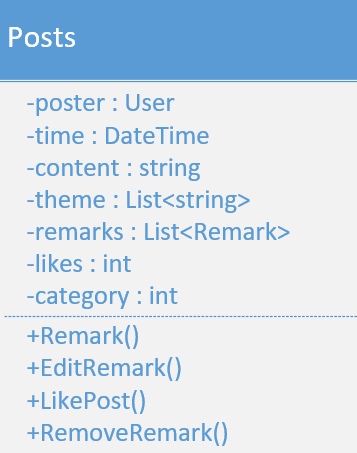 Posts
-poster : User
-time : DateTime
-content : string
-theme : List<string>
-remarks : List<Remark>
-likes : int
-category : int
+Remark()
+EditRemark()
+LikePost()
+RemoveRemark()